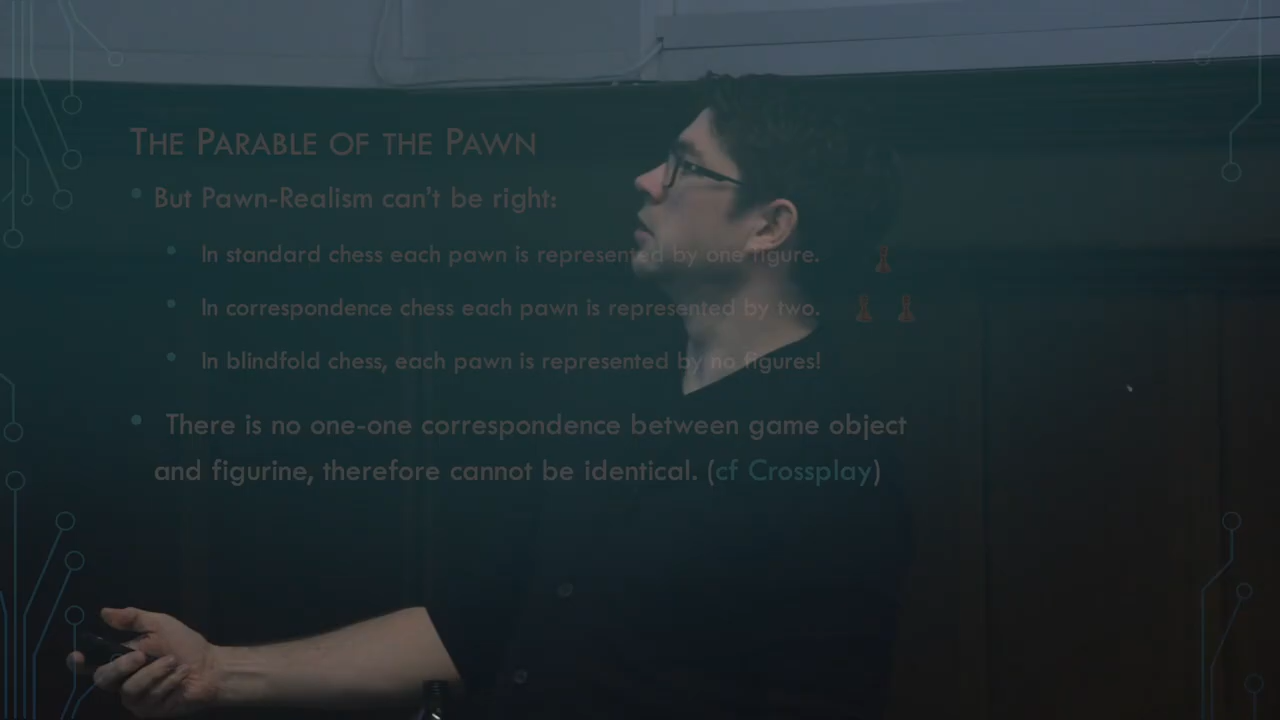 The Parable of the Pawn
• But Pawn-Realism can't be right:
• In standard chess each pawn is represented by one figure.
• In correspondence chess each pawn is represented by two.
• In blindfold chess, each pawn is represented by no figures!
• There is no one-one correspondence between game object
and figurine, therefore cannot be identical. (cf Crossplay)